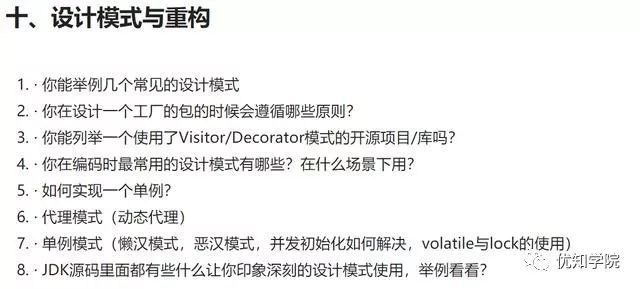 十、设计模式与重构
1. · 你能举例几个常见的设计模式
2. · 你在设计一个工厂的包的时候会遵循哪些原则？
3. · 你能列举一个使用了Visitor/Decorator模式的开源项目/库吗？
4. · 你在编码时最常用的设计模式有哪些？在什么场景下用？
5. · 如何实现一个单例？
6. · 代理模式（动态代理）
7. · 单例模式（懒汉模式，恶汉模式，并发初始化如何解决，volatile与lock的使用）
8. · JDK源码里面都有些什么让你印象深刻的设计模式使用，举例看看？
优知学院